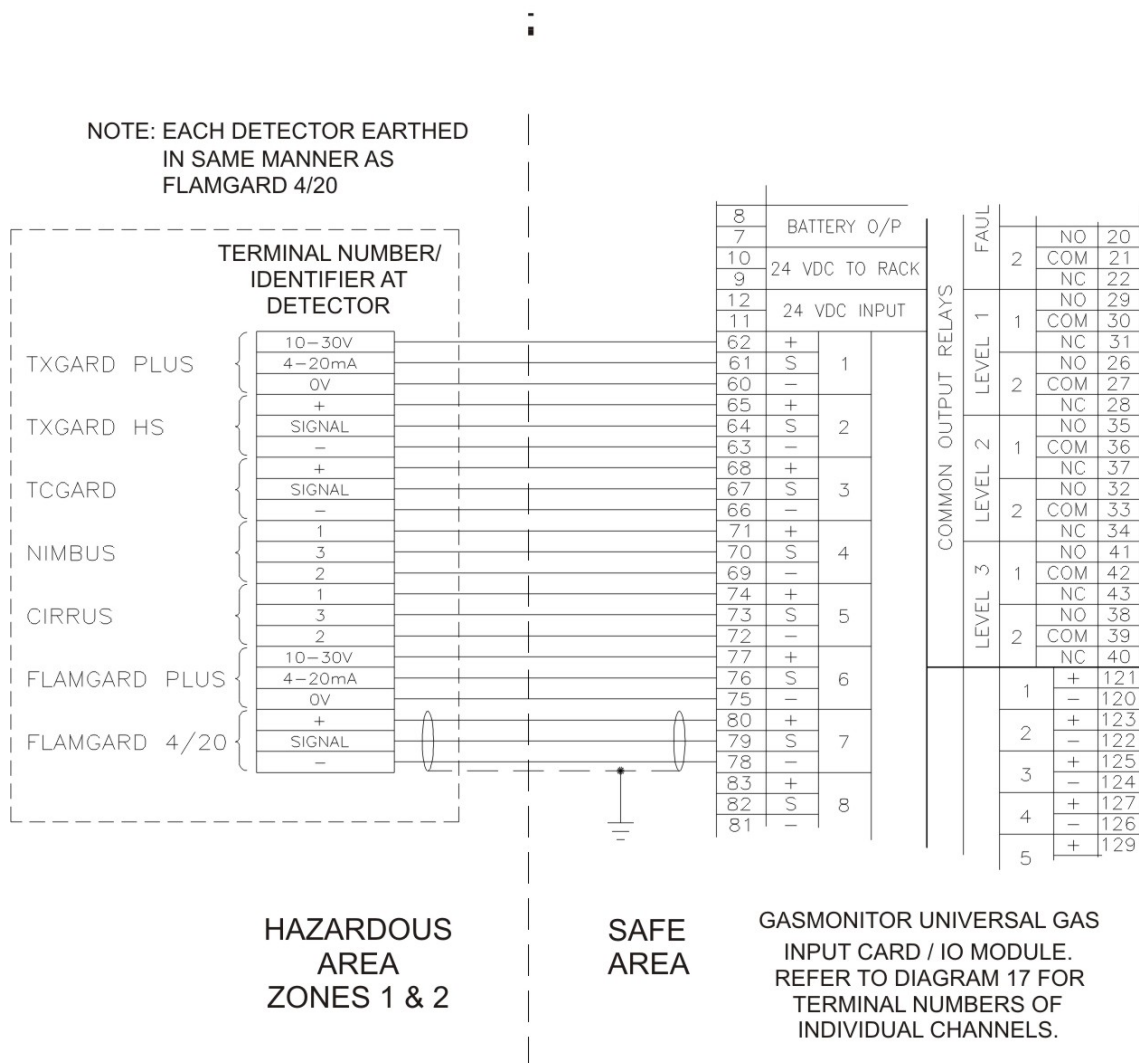 NOTE: EACH DETECTOR EARTHED
IN SAME MANNER AS
FLAMGARD 4/20
TERMINAL NUMBER/
IDENTIFIER AT
DETECTOR
TXGARD PLUS
10-30V
4-20mA
0V
TXGARD HS
+
SIGNAL
-
TCGARD
+
SIGNAL
-
NIMBUS
1
3
2
CIRRUS
1
3
2
FLAMGARD PLUS
10-30V
4-20mA
0V
FLAMGARD 4/20
+
SIGNAL
-
8
7 BATTERY O/P
10
9 24 VDC TO RACK
12
11 24 VDC INPUT
62 +
61 S 1
60 -
65 +
64 S 2
63 -
68 +
67 S 3
66 -
71 +
70 S 4
69 -
74 +
73 S 5
72 -
77 +
76 S 6
75 -
80 +
79 S 7
78 -
83 +
82 S 8
81 -
COMMON OUTPUT RELAYS
FAUL
2
NO 20
COM 21
NC 22
LEVEL 1
1
NO 29
COM 30
NC 31
2
NO 26
COM 27
NC 28
LEVEL 2
1
NO 35
COM 36
NC 37
2
NO 32
COM 33
NC 34
LEVEL 3
1
NO 41
COM 42
NC 43
2
NO 38
COM 39
NC 40
1
+ 121
- 120
2
+ 123
- 122
3
+ 125
- 124
4
+ 127
- 126
5
+ 129
HAZARDOUS
AREA
ZONES 1 & 2
SAFE
AREA
GASMONITOR UNIVERSAL GAS
INPUT CARD / IO MODULE.
REFER TO DIAGRAM 17 FOR
TERMINAL NUMBERS OF
INDIVIDUAL CHANNELS.